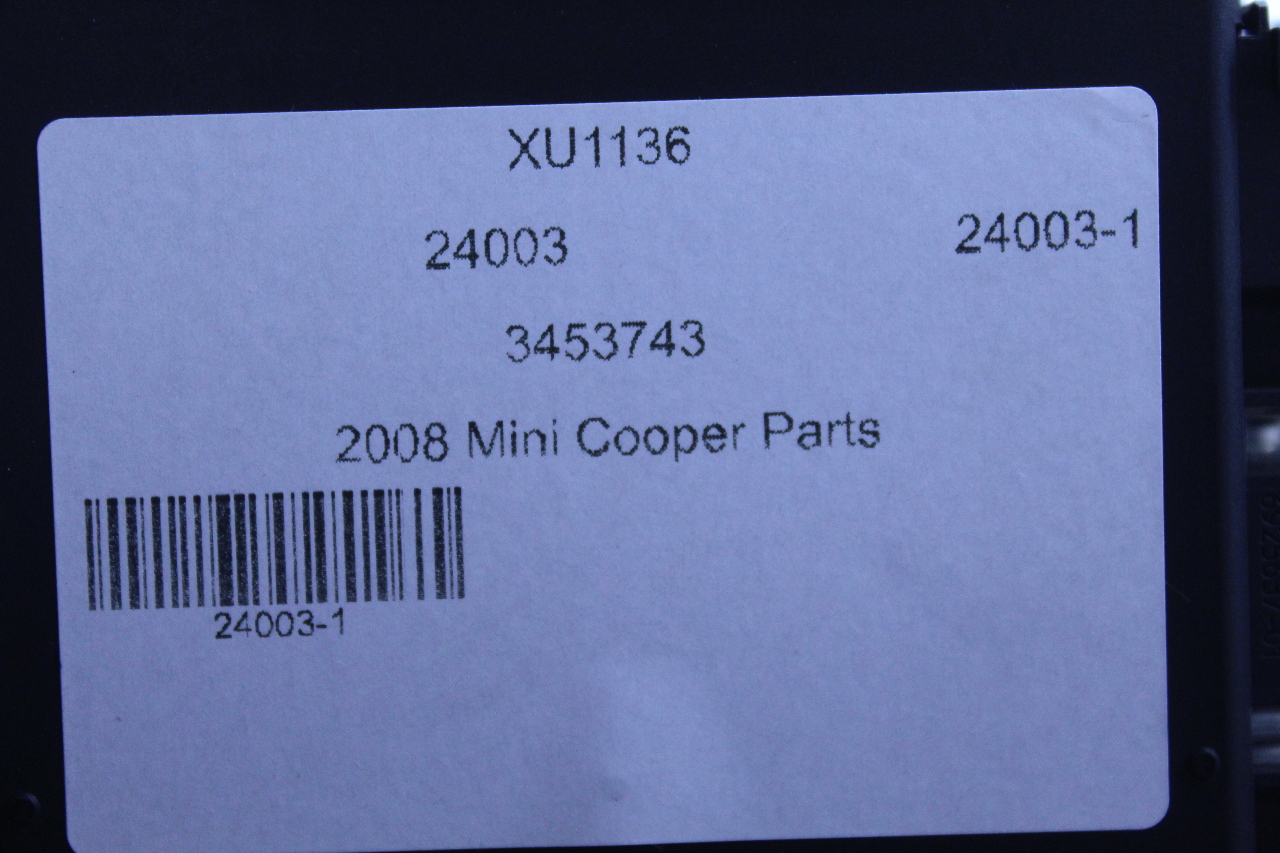 XU1136
24003 24003-1
3453743
2008 Mini Cooper Parts
24003-1